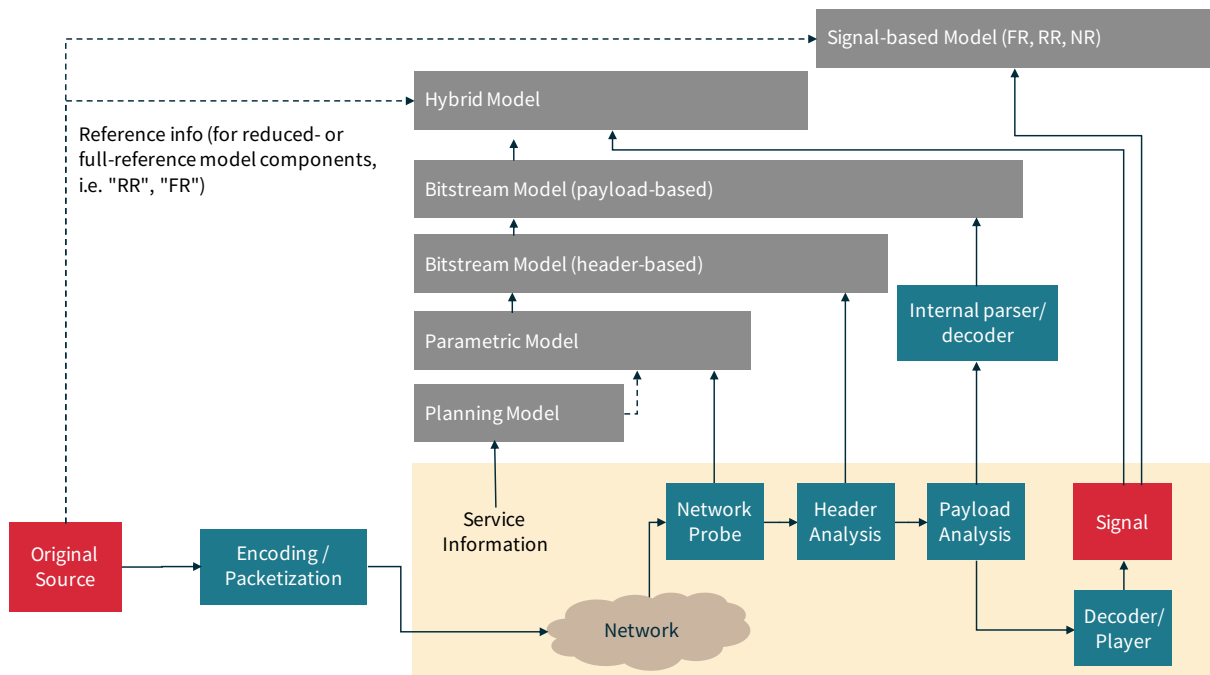 Signal-based Model (FR, RR, NR)
Hybrid Model
Reference info (for reduced- or
full-reference model components,
i.e. "RR", "FR")
Bitstream Model (payload-based)
Bitstream Model (header-based)
Internal parser/
decoder
Parametric Model
Planning Model
Network
Probe
Header
Analysis
Payload
Analysis
Signal
Service
Information
Original
Source
Encoding /
Packetization
Network
Decoder/
Player